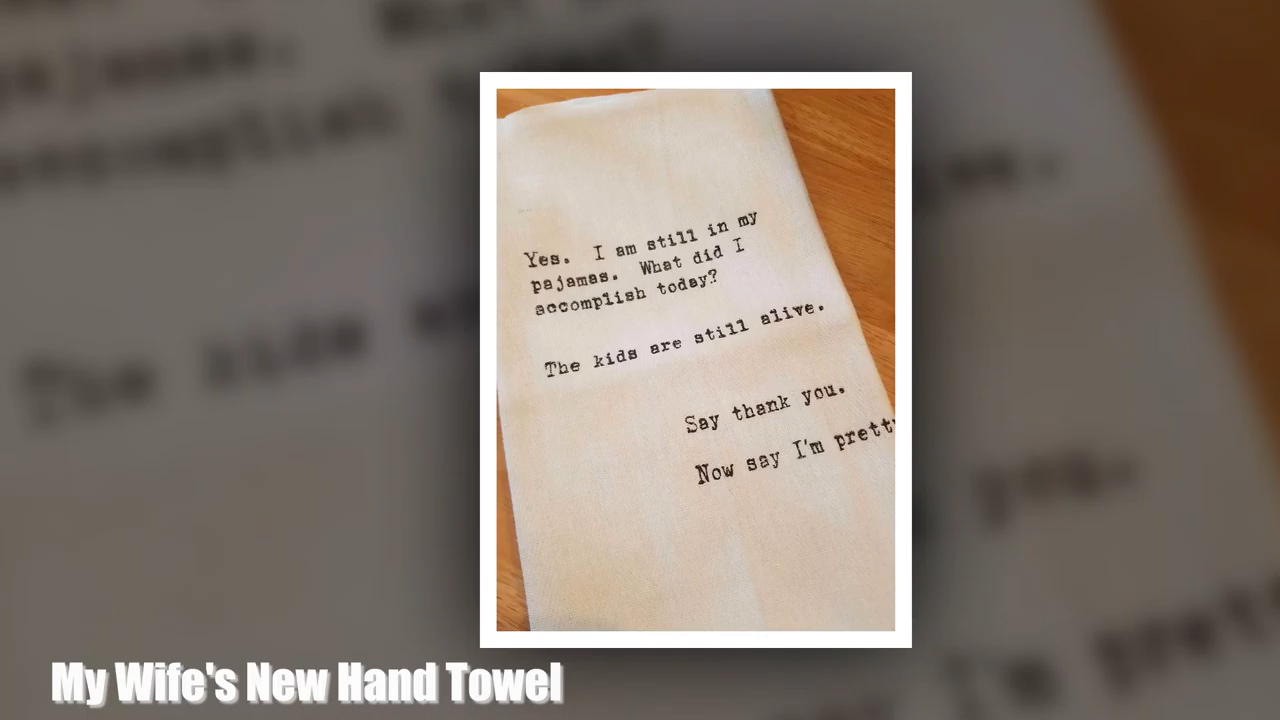 Yes. I am still in my
pajamas. What did I
accomplish today?
The kids are still alive.
Say thank you.
Now say I'm prett
My Wife's New Hand Towel